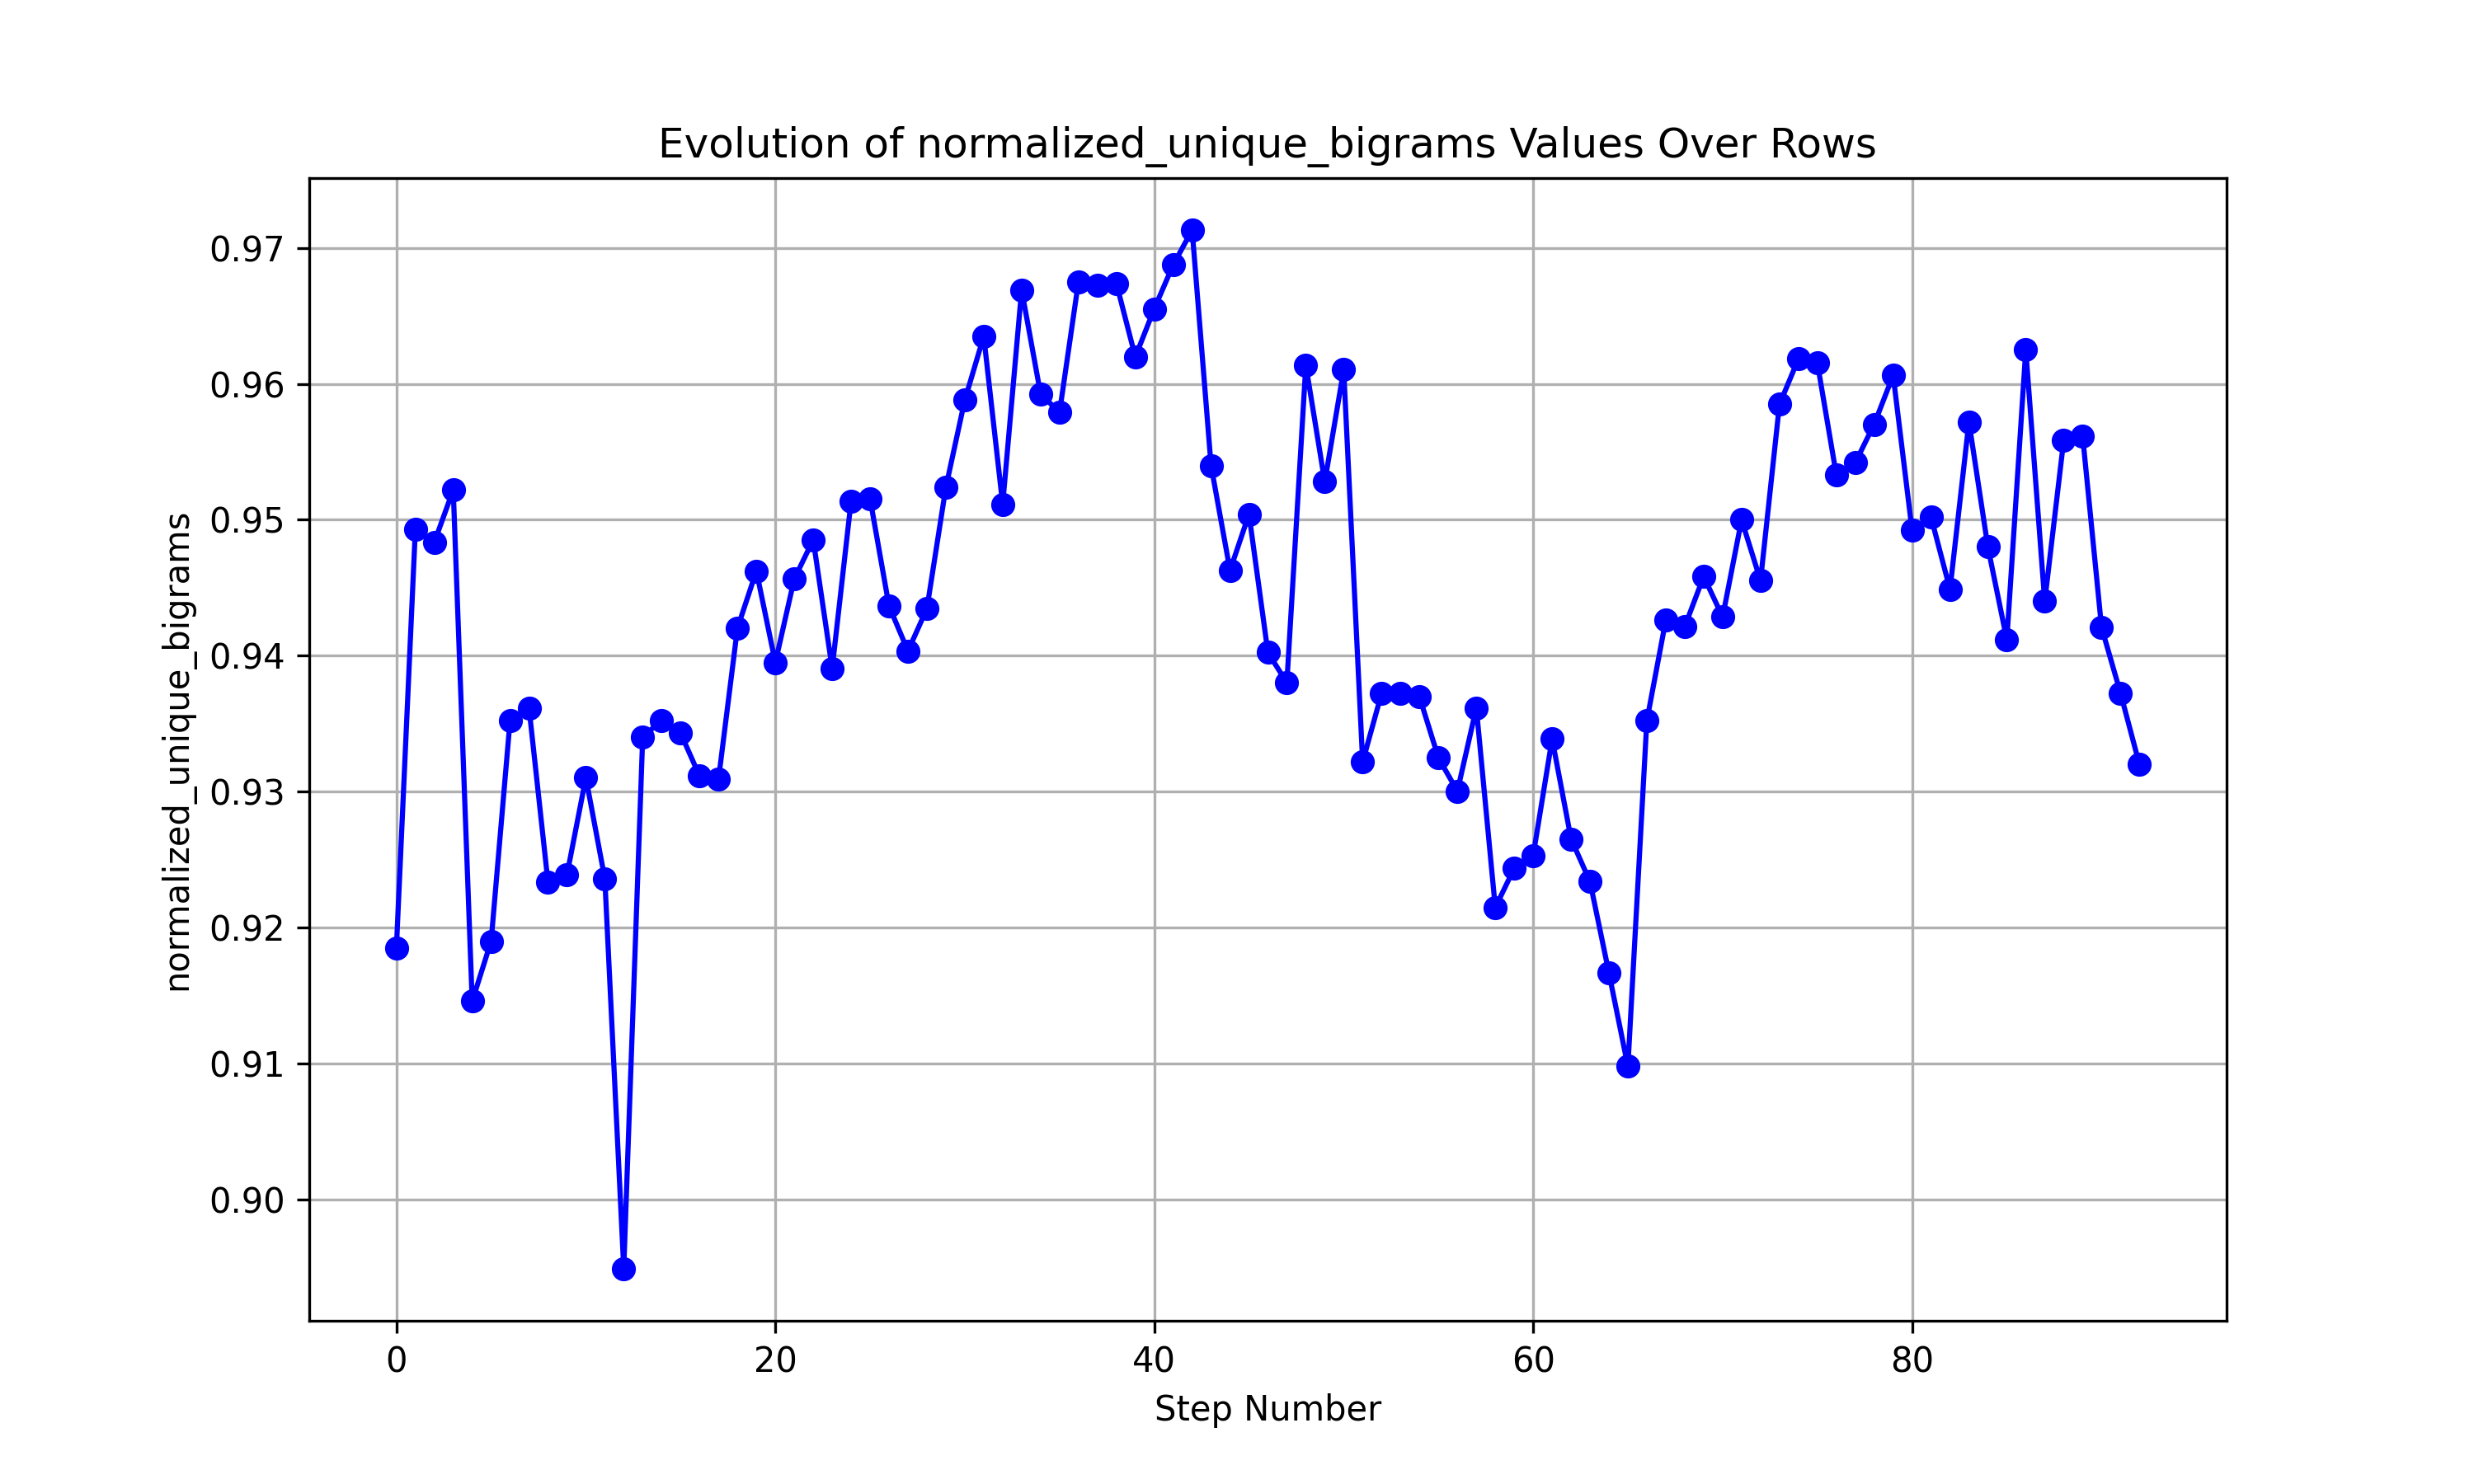 Evolution of normalized_unique_bigrams Values Over Rows
normalized_unique_bigrams
0.97
0.96
0.95
0.94
0.93
0.92
0.91
0.90
0 20 40 60 80
Step Number